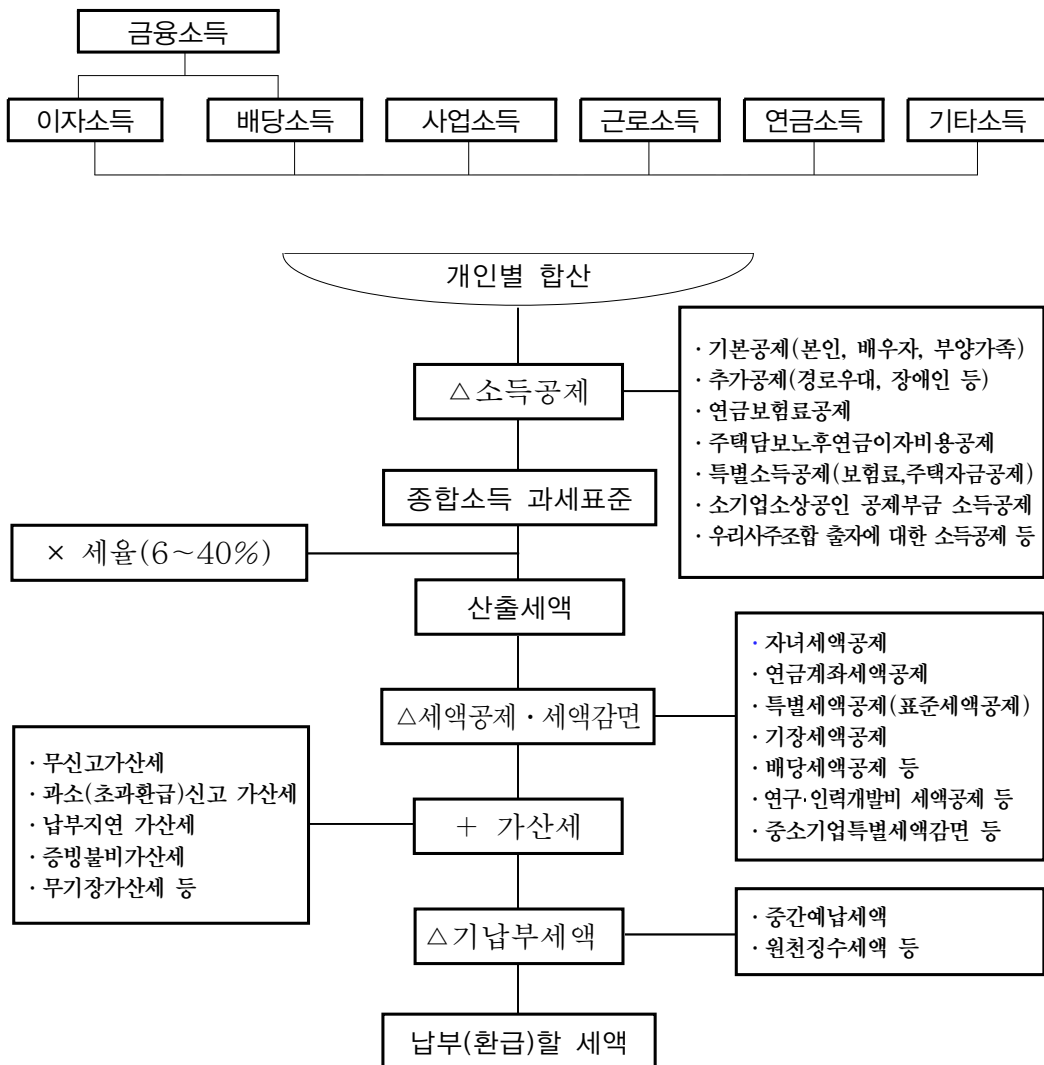 금융소득
이자소득
배당소득
사업소득
근로소득
연금소득
기타소득
개인별 합산
△소득공제
· 기본공제(본인, 배우자, 부양가족)
· 추가공제(경로우대, 장애인 등)
· 연금보험료공제
· 주택담보노후연금이자비용공제
· 특별소득공제(보험료,주택자금공제)
· 소기업소상공인 공제부금 소득공제
· 우리사주조합 출자에 대한 소득공제 등
종합소득 과세표준
× 세율(6~40%)
산출세액
△세액공제 · 세액감면
· 자녀세액공제
· 연금계좌세액공제
· 특별세액공제(표준세액공제)
· 기장세액공제
· 배당세액공제 등
· 연구·인력개발비 세액공제 등
· 중소기업특별세액감면 등
· 무신고가산세
· 과소(초과환급)신고 가산세
· 납부지연 가산세
· 증빙불비가산세
· 무기장가산세 등
+ 가산세
△기납부세액
· 중간예납세액
· 원천징수세액 등
납부(환급)할 세액